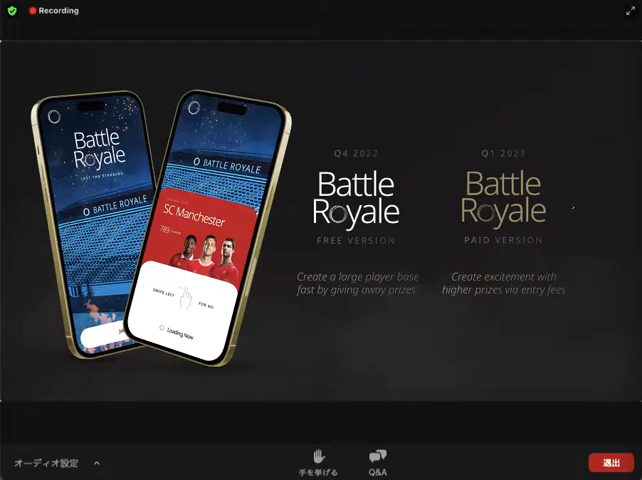 Recording
Battle
Royale
LAST FAN STANDING
BATTLE ROYALE
BATTLE ROYALE
SC Manchester
789
SWIPE LEFT
FOR NO
Loading Now
Q4 2022
Battle
Royale
FREE VERSION
Create a large player base
fast by giving away prizes
Q1 2023
Battle
Royale
PAID VERSION
Create excitement with
higher prizes via entry fees
オーディオ設定
手を挙げる
Q&A
退出